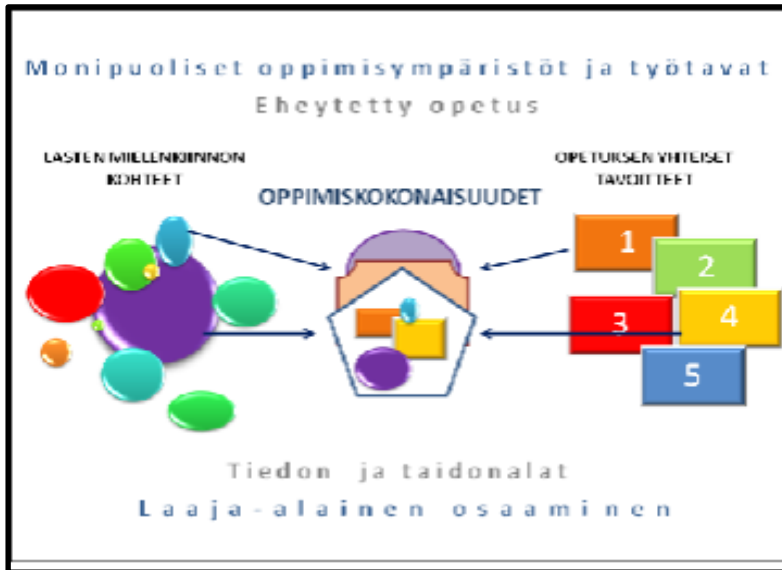 Monipuoliset oppimisympäristöt ja työtavat
Eheytetty opetus
LASTEN MIELENKIINNON
KOHTEET
OPETUKSEN YHTEISET
TAVOITTEET
OPPIMISKOKONAISUUDET
1
2
3
4
5
Tiedon ja taidonalat
Laaja-alainen osaaminen